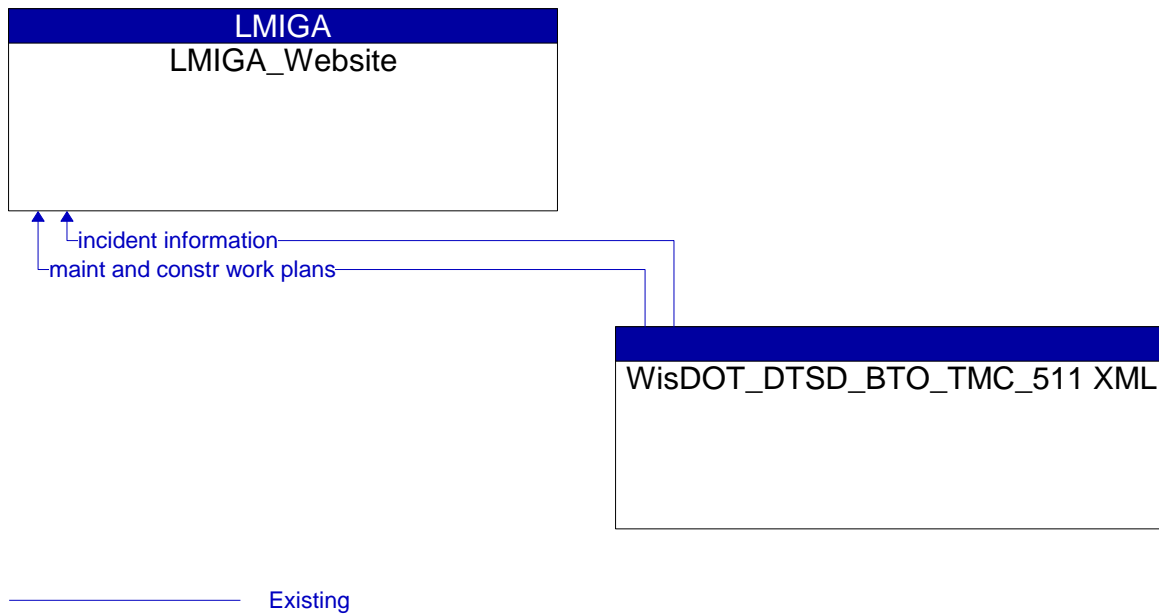 LMIGA
LMIGA_Website
incident information
maint and constr work plans
WisDOT_DTSD_BTO_TMC_511 XML
Existing